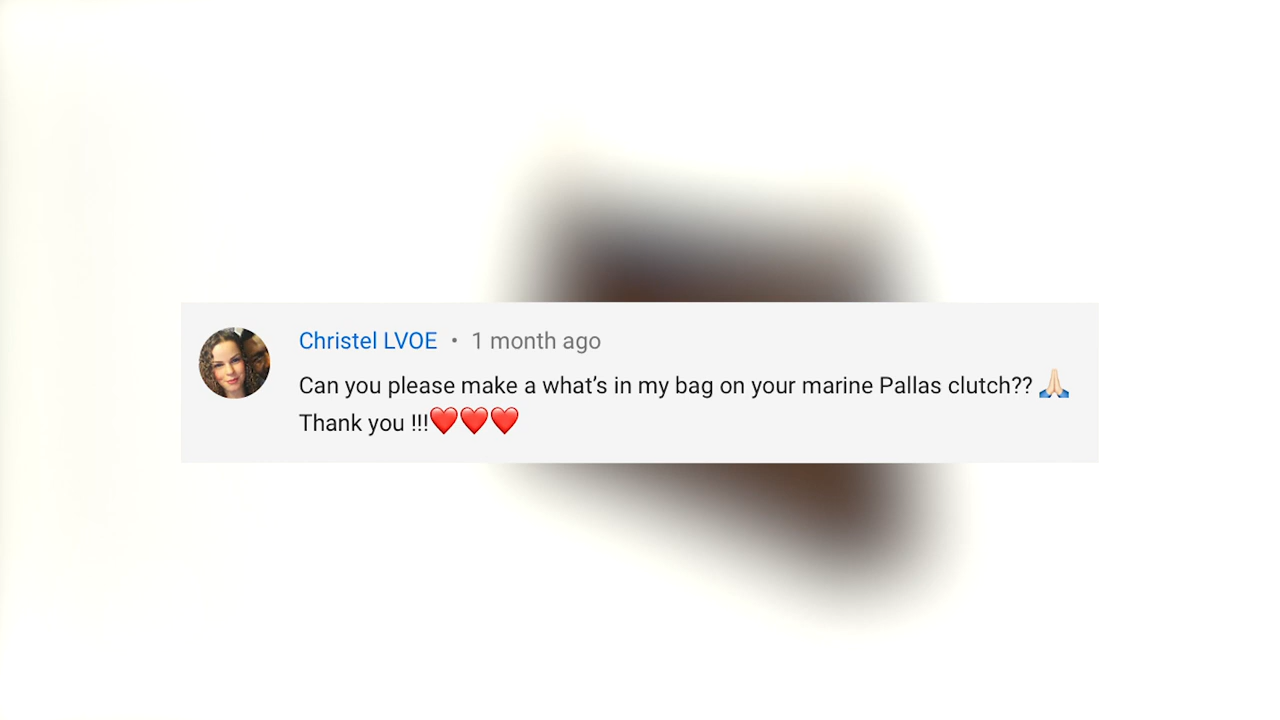 Christel LVOE • 1 month ago
Can you please make a what’s in my bag on your marine Pallas clutch?? 🙏🏻
Thank you !!!❤️❤️❤️